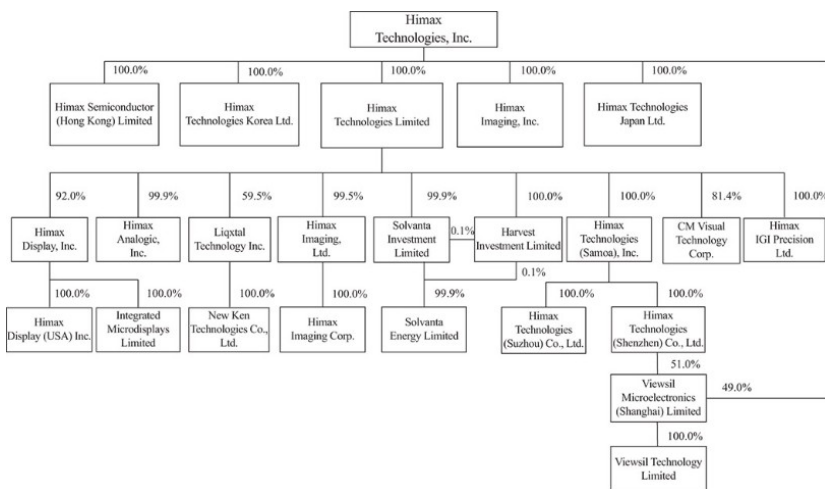 Himax
Technologies, Inc.
100.0%
100.0%
100.0%
100.0%
100.0%
Himax Semiconductor
(Hong Kong) Limited
Himax
Technologies Korea Ltd.
Himax
Technologies Limited
Himax
Imaging, Inc.
Himax Technologies
Japan Ltd.
92.0%
99.9%
59.5%
99.5%
99.9%
100.0%
100.0%
81.4%
100.0%
Himax
Display, Inc.
Himax
Analogic,
Inc.
Liqxtal
Technology Inc.
Himax
Imaging,
Ltd.
Solvanta
Investment
Limited
0.1%
Harvest
Investment Limited
Himax
Technologies
(Samoa), Inc.
CM Visual
Technology
Corp.
Himax
IGI Precision
Ltd.
0.1%
100.0%
100.0%
100.0%
100.0%
99.9%
100.0%
100.0%
Himax
Display (USA) Inc.
Integrated
Microdisplays
Limited
New Ken
Technologies Co.,
Ltd.
Himax
Imaging Corp.
Solvanta
Energy Limited
Himax
Technologies
(Suzhou) Co., Ltd.
Himax
Technologies
(Shenzhen) Co., Ltd.
51.0%
Viewsil
Microelectronics
(Shanghai) Limited
49.0%
100.0%
Viewsil Technology
Limited